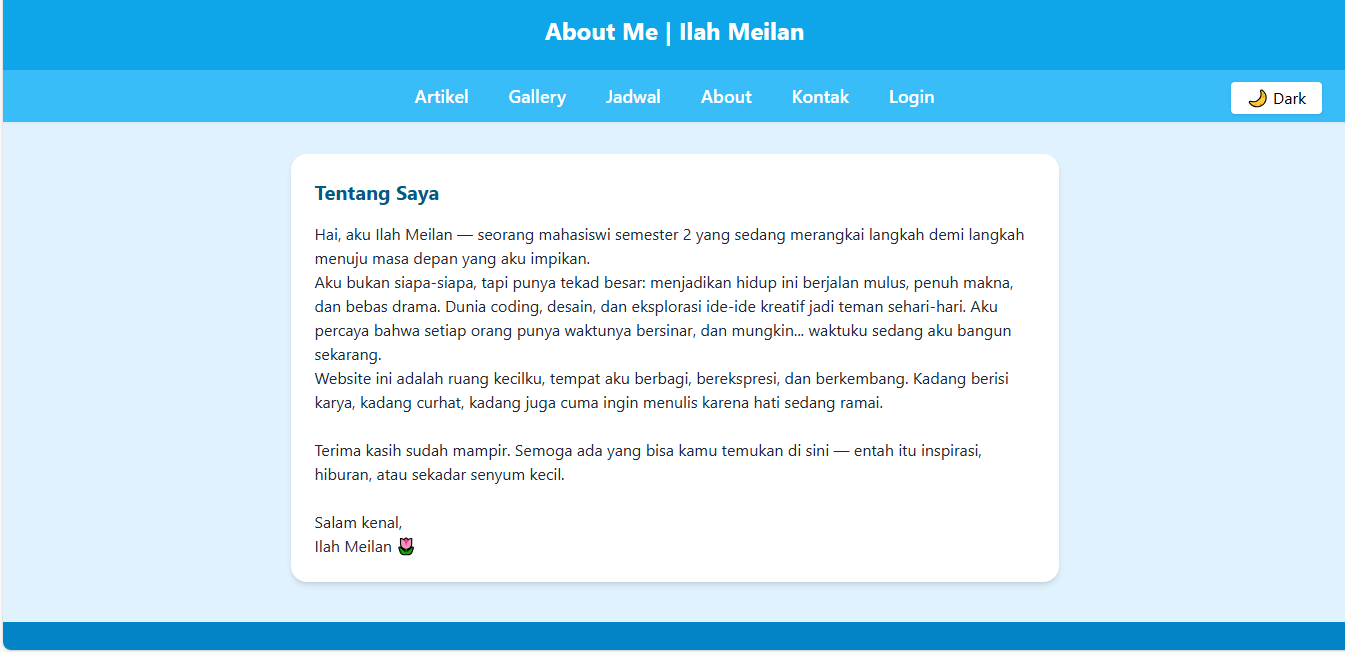 About Me | Ilah Meilan
Artikel Gallery Jadwal About Kontak Login 🌙 Dark
Tentang Saya
Hai, aku Ilah Meilan — seorang mahasiswi semester 2 yang sedang merangkai langkah demi langkah
menuju masa depan yang aku impikan.
Aku bukan siapa-siapa, tapi punya tekad besar: menjadikan hidup ini berjalan mulus, penuh makna,
dan bebas drama. Dunia coding, desain, dan eksplorasi ide-ide kreatif jadi teman sehari-hari. Aku
percaya bahwa setiap orang punya waktunya bersinar, dan mungkin... waktuku sedang aku bangun
sekarang.
Website ini adalah ruang kecilku, tempat aku berbagi, berekspresi, dan berkembang. Kadang berisi
karya, kadang curhat, kadang juga cuma ingin menulis karena hati sedang ramai.
Terima kasih sudah mampir. Semoga ada yang bisa kamu temukan di sini — entah itu inspirasi,
hiburan, atau sekadar senyum kecil.
Salam kenal,
Ilah Meilan 🌷